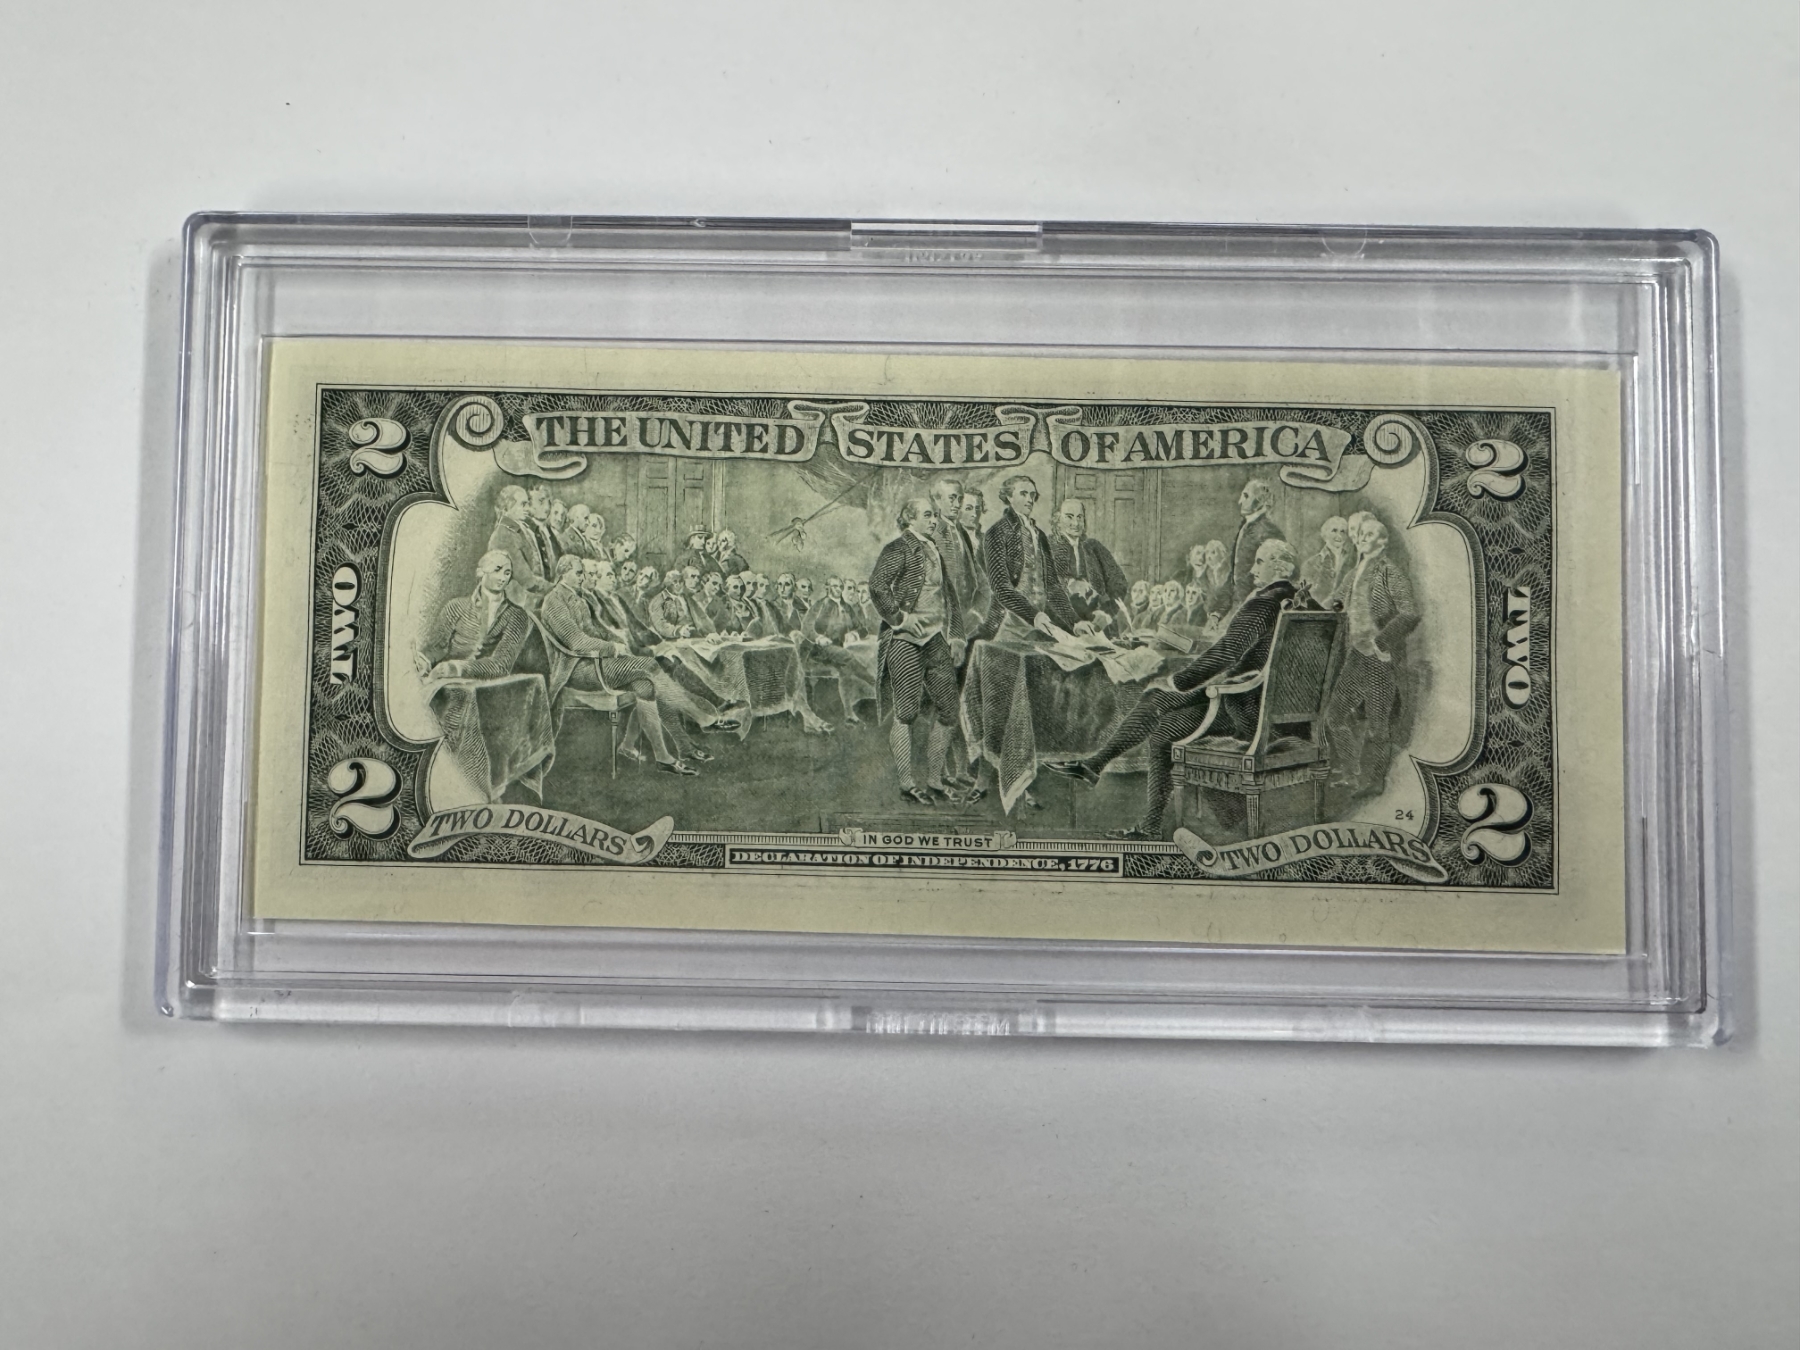 THE UNITED STATES OF AMERICA
2 2
TWO TWO
2 2
24
TWO DOLLARS IN GOD WE TRUST TWO DOLLARS
DECLARATION OF INDEPENDENCE, 1776